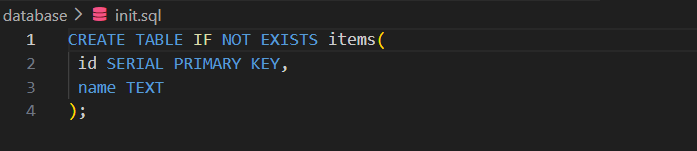 database > init.sql
1 CREATE TABLE IF NOT EXISTS items(
2 id SERIAL PRIMARY KEY,
3 name TEXT
4 );